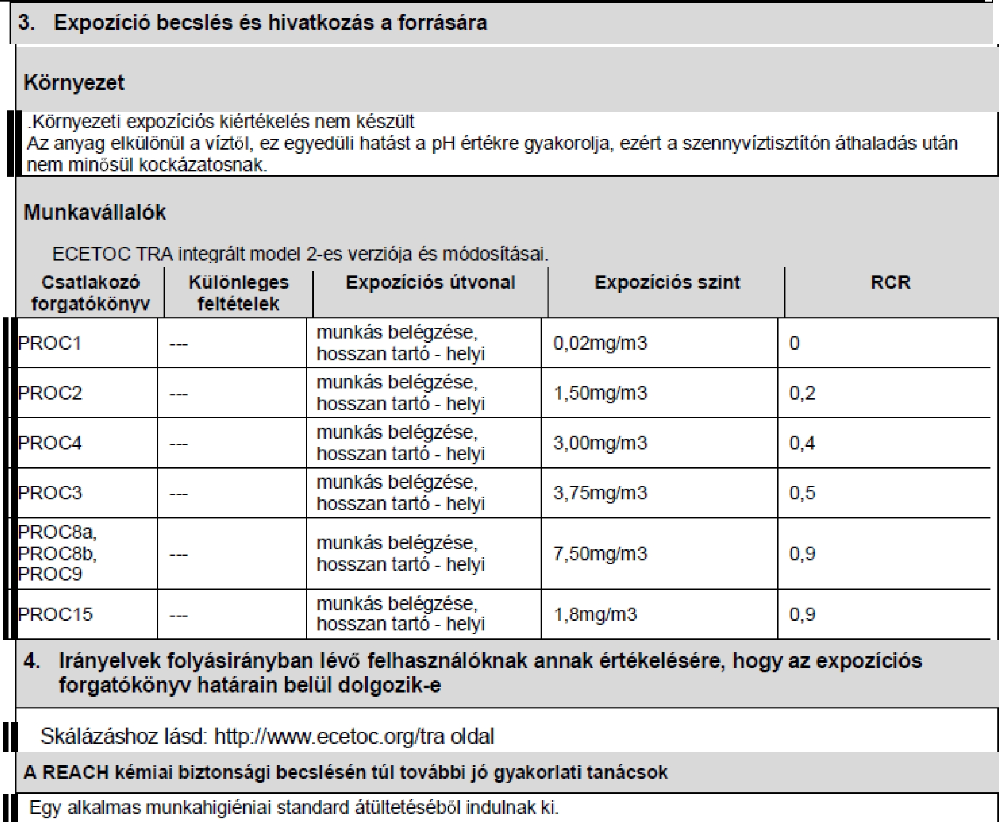 3. Expozíció becslés és hivatkozás a forrására
Környezet
.Környezeti expozíciós kiértékelés nem készült
Az anyag elkülönül a víztől, ez egyedüli hatást a pH értékre gyakorolja, ezért a szennyvíztisztítón áthaladás után
nem minősül kockázatosnak.
Munkavállalók
ECETOC TRA integrált model 2-es verziója és módosításai.
Csatlakozó Különleges Expozíciós útvonal Expozíciós szint RCR
forgatókönyv feltételek
munkás belégzése,
PROC1 --- 0,02mg/m3 0
hosszan tartó - helyi
munkás belégzése,
PROC2 --- 1,50mg/m3 0,2
hosszan tartó - helyi
munkás belégzése,
PROC4 --- 3,00mg/m3 0,4
hosszan tartó - helyi
munkás belégzése,
PROC3 --- 3,75mg/m3 0,5
hosszan tartó - helyi
PROC8a,
munkás belégzése,
PROC8b, --- 7,50mg/m3 0,9
hosszan tartó - helyi
PROC9
munkás belégzése,
PROC15 --- 1,8mg/m3 0,9
hosszan tartó - helyi
4. Irányelvek folyásirányban lévő felhasználóknak annak értékelésére, hogy az expozíciós
forgatókönyv határain belül dolgozik-e
Skálázáshoz lásd: http://www.ecetoc.org/tra oldal
A REACH kémiai biztonsági becslésén túl további jó gyakorlati tanácsok
Egy alkalmas munkahigiéniai standard átültetéséből indulnak ki.